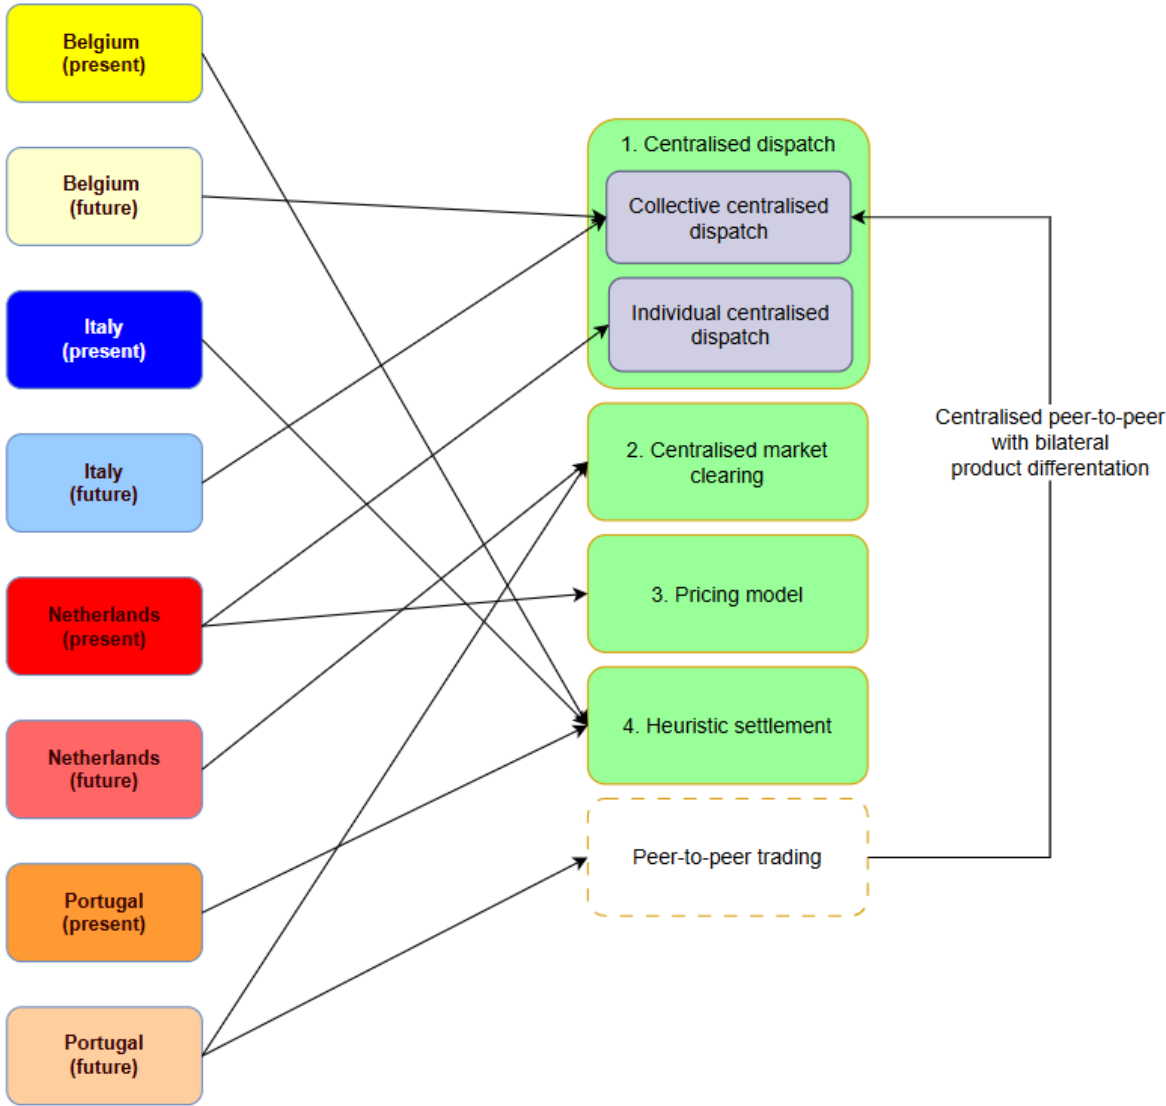 Belgium
(present)
Belgium
(future)
Italy
(present)
Italy
(future)
Netherlands
(present)
Netherlands
(future)
Portugal
(present)
Portugal
(future)
1. Centralised dispatch
Collective centralised
dispatch
Individual centralised
dispatch
2. Centralised market
clearing
3. Pricing model
4. Heuristic settlement
Peer-to-peer trading
Centralised peer-to-peer
with bilateral
product differentation